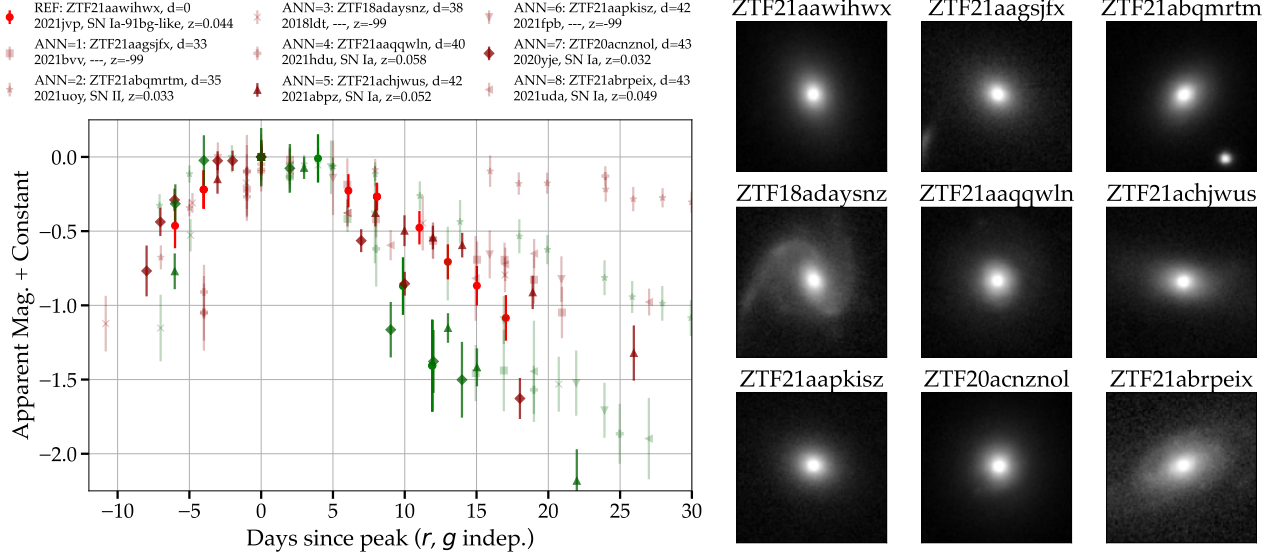 REF: ZTF21aawihwx, d=0
2021jvp, SN Ia-91bg-like, z=0.044
ANN=1: ZTF21aagsjfx, d=33
2021bvv, ---, z=-99
ANN=2: ZTF21abqmrtm, d=35
2021uoy, SN II, z=0.033
ANN=3: ZTF18adaysnz, d=38
2018ldt, ---, z=-99
ANN=4: ZTF21aaqqwln, d=40
2021hdu, SN Ia, z=0.058
ANN=5: ZTF21achjwus, d=42
2021abpz, SN Ia, z=0.052
ANN=6: ZTF21aapkisz, d=42
2021fpb, ---, z=-99
ANN=7: ZTF20acnznol, d=43
2020yje, SN Ia, z=0.032
ANN=8: ZTF21abrpeix, d=43
2021uda, SN Ia, z=0.049
Apparent Mag. + Constant
0.0
−0.5
−1.0
−1.5
−2.0
−10 −5 0 5 10 15 20 25 30
Days since peak (r, g indep.)
ZTF21aawihwx ZTF21aagsjfx ZTF21abqmrtm
ZTF18adaysnz ZTF21aaqqwln ZTF21achjwus
ZTF21aapkisz ZTF20acnznol ZTF21abrpeix